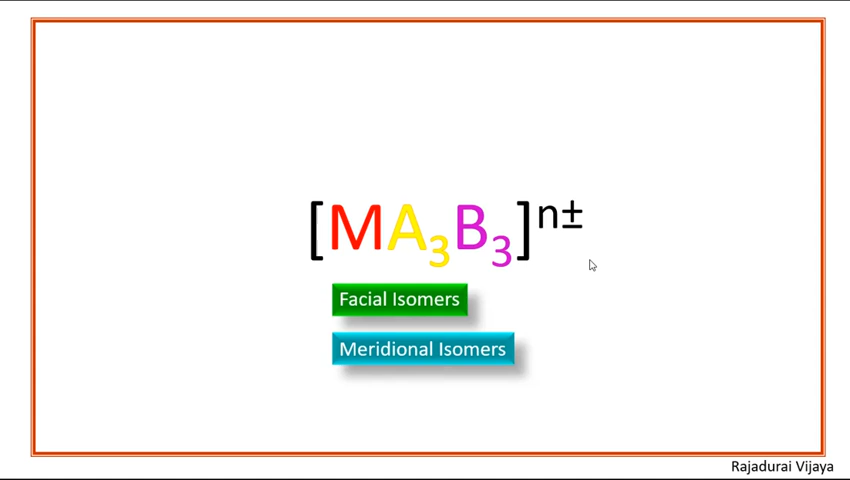 [MA₃B₃]ⁿ±
Facial Isomers
Meridional Isomers
Rajadurai Vijaya